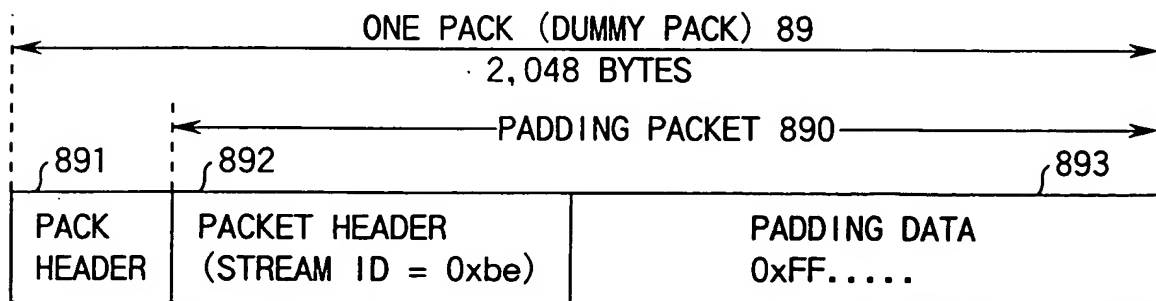 ONE PACK (DUMMY PACK) 89
2,048 BYTES
PADDING PACKET 890
891
892
893
PACK
HEADER
PACKET HEADER
(STREAM ID = 0xbe)
PADDING DATA
0xFF.....